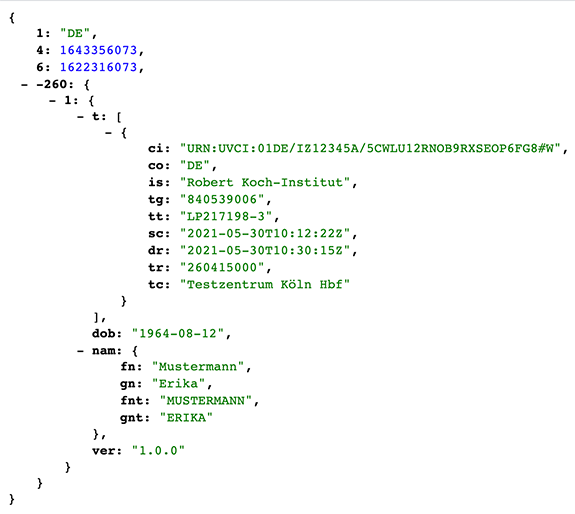 {
1: "DE",
4: 1643356073,
6: 1622316073,
- -260: {
- 1: {
- t: [
- {
ci: "URN:UVCI:01DE/IZ12345A/5CWLU12RNOB9RXSEOP6FG8#W",
co: "DE",
is: "Robert Koch-Institut",
tg: "840539006",
tt: "LP217198-3",
sc: "2021-05-30T10:12:22Z",
dr: "2021-05-30T10:30:15Z",
tr: "260415000",
tc: "Testzentrum Köln Hbf"
}
],
dob: "1964-08-12",
- nam: {
fn: "Mustermann",
gn: "Erika",
fnt: "MUSTERMANN",
gnt: "ERIKA"
},
ver: "1.0.0"
}
}
}